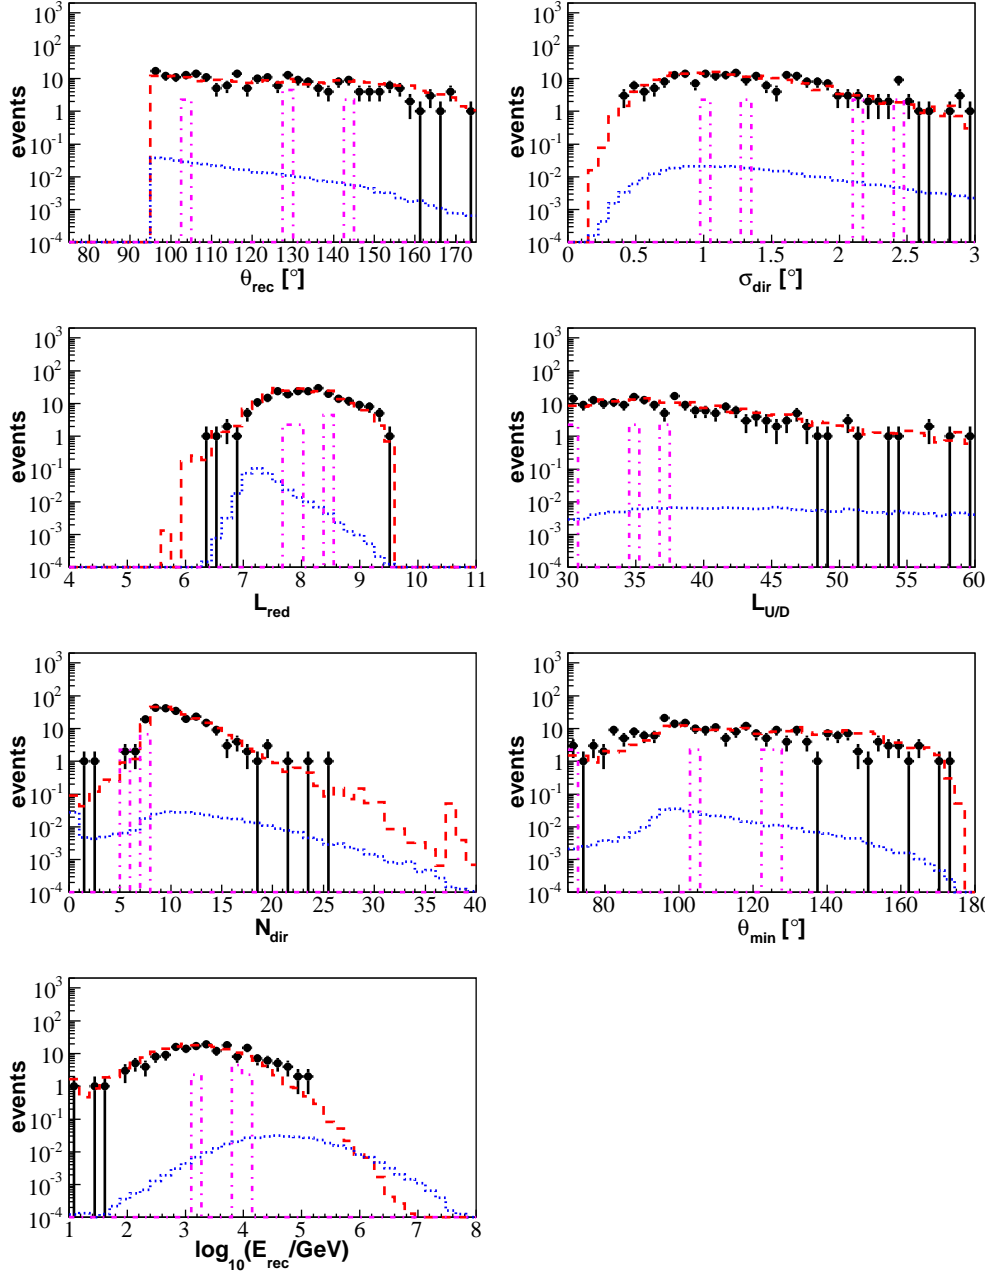 events
10³
10²
10
1
10⁻¹
10⁻²
10⁻³
10⁻⁴
80 90 100 110 120 130 140 150 160 170
θrec [°]
events
10³
10²
10
1
10⁻¹
10⁻²
10⁻³
10⁻⁴
0 0.5 1 1.5 2 2.5 3
σdir [°]
events
10³
10²
10
1
10⁻¹
10⁻²
10⁻³
10⁻⁴
4 5 6 7 8 9 10 11
Lred
events
10³
10²
10
1
10⁻¹
10⁻²
10⁻³
10⁻⁴
30 35 40 45 50 55 60
LU/D
events
10³
10²
10
1
10⁻¹
10⁻²
10⁻³
10⁻⁴
0 5 10 15 20 25 30 35 40
Ndir
events
10³
10²
10
1
10⁻¹
10⁻²
10⁻³
10⁻⁴
80 100 120 140 160 180
θmin [°]
events
10³
10²
10
1
10⁻¹
10⁻²
10⁻³
10⁻⁴
1 2 3 4 5 6 7 8
log₁₀(Erec/GeV)